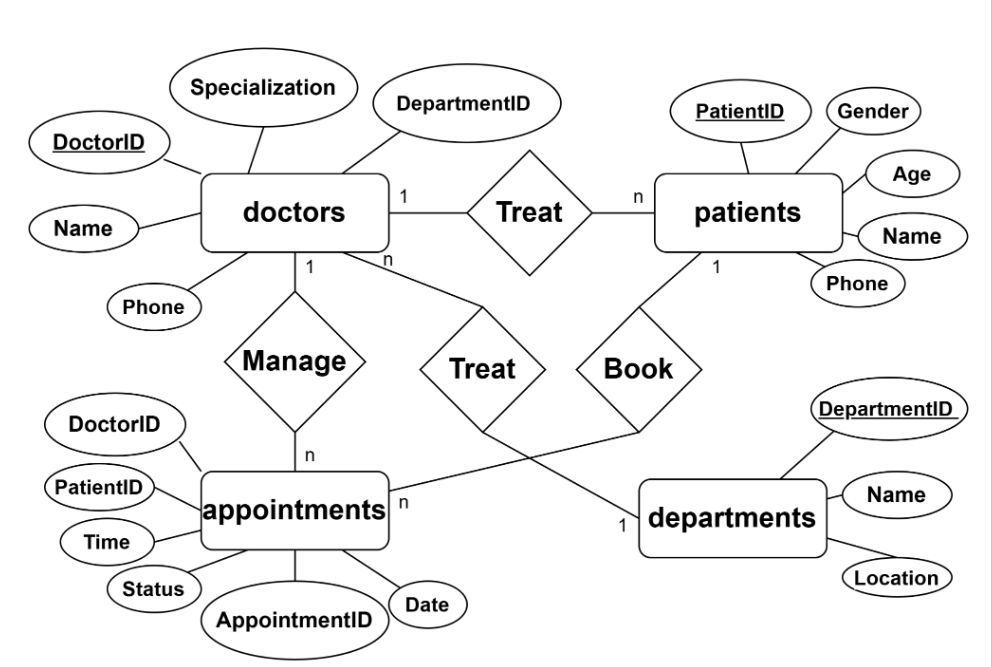 Specialization
DepartmentID
PatientID
Gender
DoctorID
Age
doctors
1
Treat
n
patients
Name
Name
1
n
1
Phone
Phone
Manage
Treat
Book
DoctorID
DepartmentID
n
PatientID
n
Name
appointments
1
departments
Time
Status
Location
AppointmentID
Date